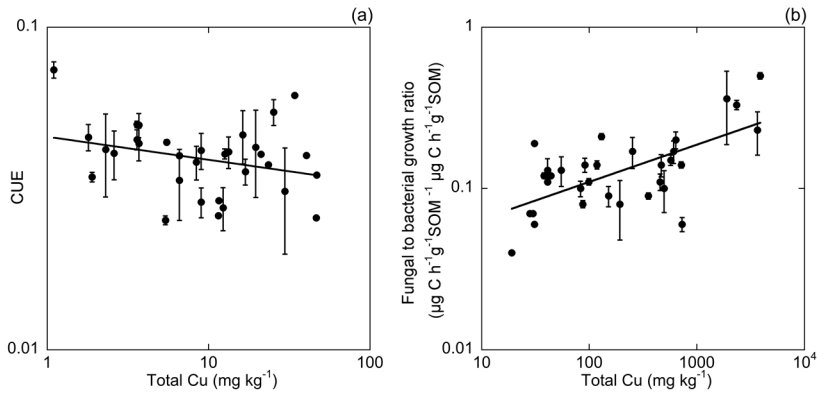 (a)
0.1
CUE
0.01
1
10
100
Total Cu (mg kg⁻¹)
(b)
1
Fungal to bacterial growth ratio
(µg C h⁻¹g⁻¹SOM ⁻¹ µg C h⁻¹g⁻¹SOM)
0.1
0.01
10
100
1000
10⁴
Total Cu (mg kg⁻¹)